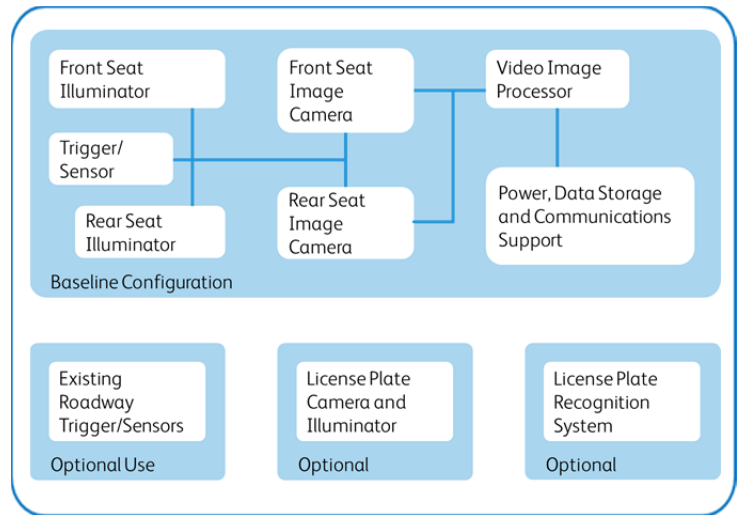 Front Seat
Illuminator
Front Seat
Image
Camera
Video Image
Processor
Trigger/
Sensor
Rear Seat
Illuminator
Rear Seat
Image
Camera
Power, Data Storage
and Communications
Support
Baseline Configuration
Existing
Roadway
Trigger/Sensors
Optional Use
License Plate
Camera and
Illuminator
Optional
License Plate
Recognition
System
Optional